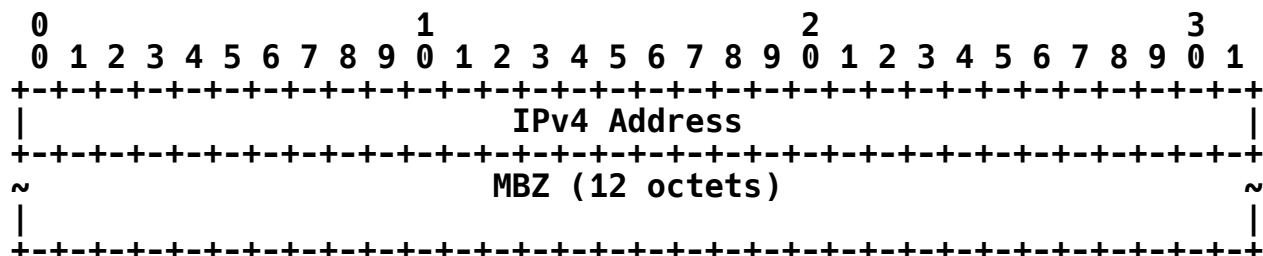 0                   1                   2                   3
 0 1 2 3 4 5 6 7 8 9 0 1 2 3 4 5 6 7 8 9 0 1 2 3 4 5 6 7 8 9 0 1
+-+-+-+-+-+-+-+-+-+-+-+-+-+-+-+-+-+-+-+-+-+-+-+-+-+-+-+-+-+-+-+-+
|                         IPv4 Address                          |
+-+-+-+-+-+-+-+-+-+-+-+-+-+-+-+-+-+-+-+-+-+-+-+-+-+-+-+-+-+-+-+-+
~                        MBZ (12 octets)                        ~
|                                                               |
+-+-+-+-+-+-+-+-+-+-+-+-+-+-+-+-+-+-+-+-+-+-+-+-+-+-+-+-+-+-+-+-+